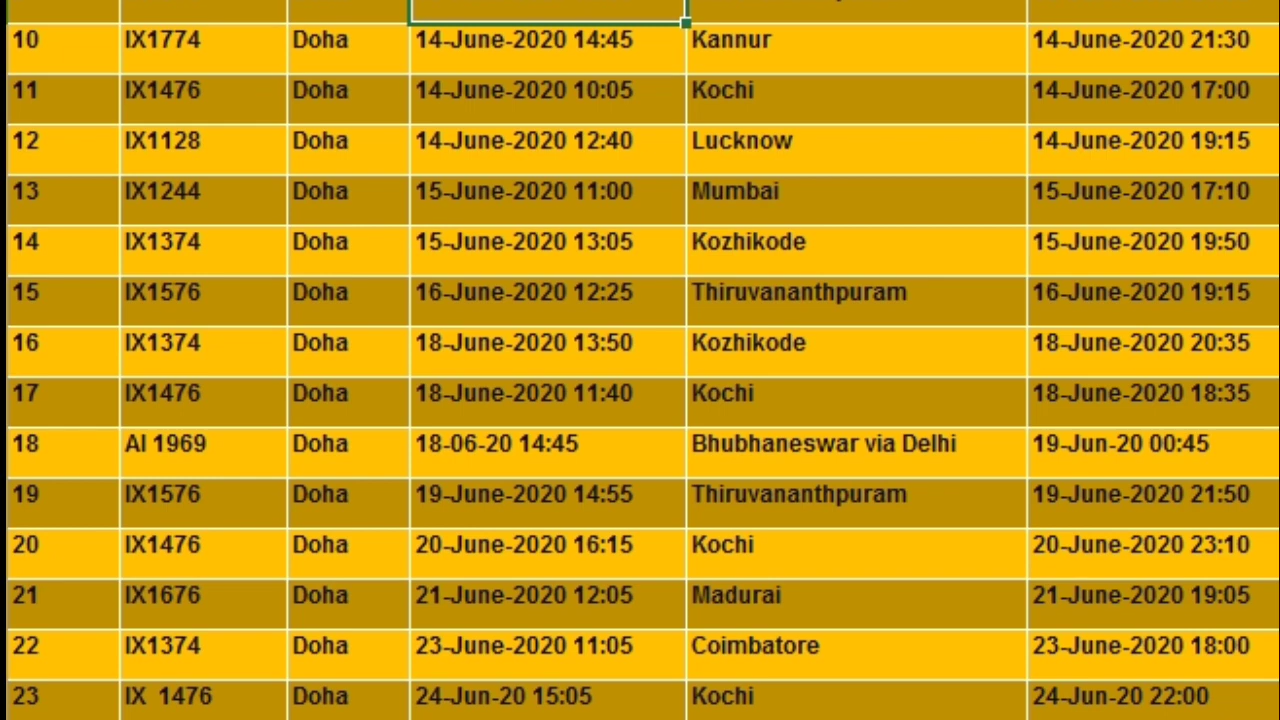 10 IX1774 Doha 14-June-2020 14:45 Kannur 14-June-2020 21:30
11 IX1476 Doha 14-June-2020 10:05 Kochi 14-June-2020 17:00
12 IX1128 Doha 14-June-2020 12:40 Lucknow 14-June-2020 19:15
13 IX1244 Doha 15-June-2020 11:00 Mumbai 15-June-2020 17:10
14 IX1374 Doha 15-June-2020 13:05 Kozhikode 15-June-2020 19:50
15 IX1576 Doha 16-June-2020 12:25 Thiruvananthpuram 16-June-2020 19:15
16 IX1374 Doha 18-June-2020 13:50 Kozhikode 18-June-2020 20:35
17 IX1476 Doha 18-June-2020 11:40 Kochi 18-June-2020 18:35
18 AI 1969 Doha 18-06-20 14:45 Bhubhaneswar via Delhi 19-Jun-20 00:45
19 IX1576 Doha 19-June-2020 14:55 Thiruvananthpuram 19-June-2020 21:50
20 IX1476 Doha 20-June-2020 16:15 Kochi 20-June-2020 23:10
21 IX1676 Doha 21-June-2020 12:05 Madurai 21-June-2020 19:05
22 IX1374 Doha 23-June-2020 11:05 Coimbatore 23-June-2020 18:00
23 IX  1476 Doha 24-Jun-20 15:05 Kochi 24-Jun-20 22:00